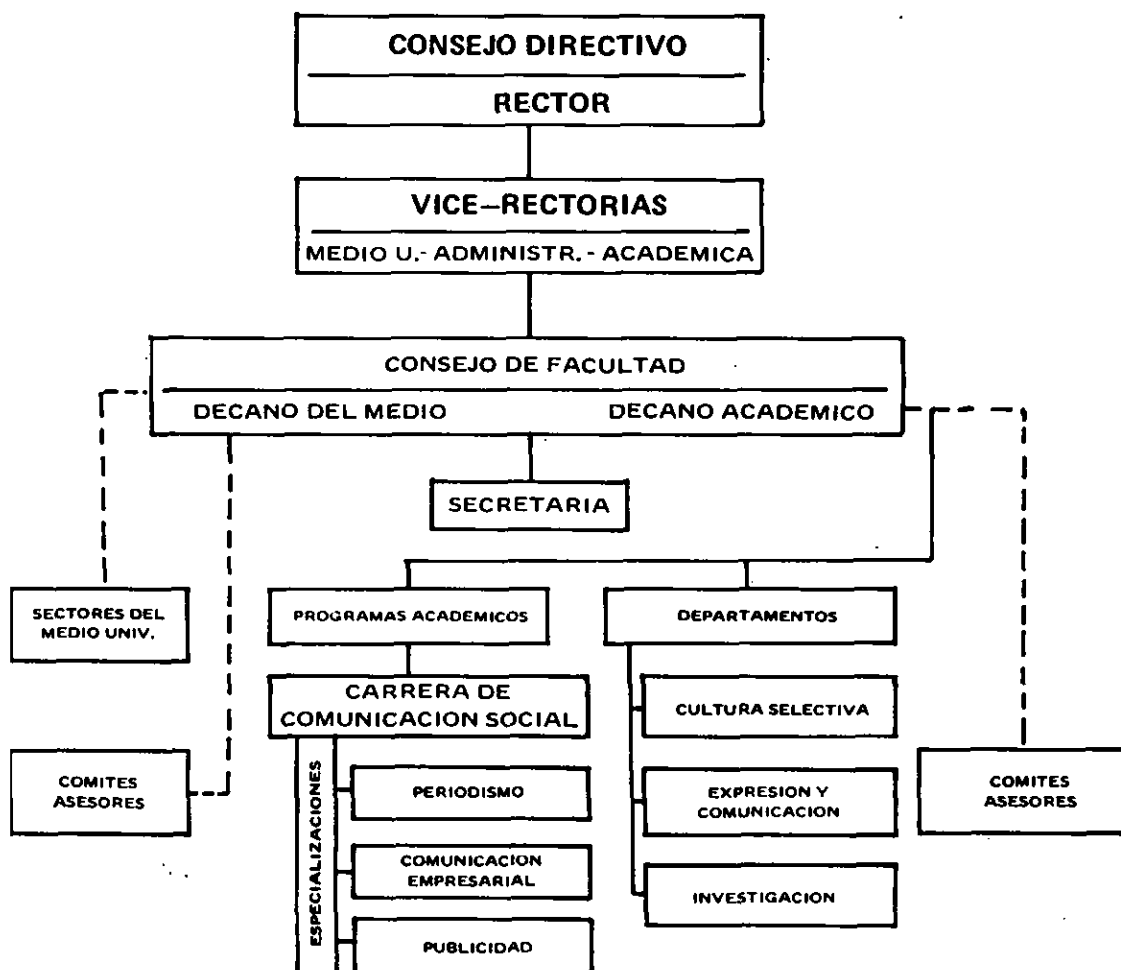 CONSEJO DIRECTIVO
RECTOR
VICE-RECTORIAS
MEDIO U.- ADMINISTR. - ACADEMICA
CONSEJO DE FACULTAD
DECANO DEL MEDIO
DECANO ACADEMICO
SECRETARIA
SECTORES DEL
MEDIO UNIV.
PROGRAMAS ACADEMICOS
DEPARTAMENTOS
CARRERA DE
COMUNICACION SOCIAL
CULTURA SELECTIVA
COMITES
ASESORES
ESPECIALIZACIONES
PERIODISMO
EXPRESION Y
COMUNICACION
COMITES
ASESORES
COMUNICACION
EMPRESARIAL
INVESTIGACION
PUBLICIDAD